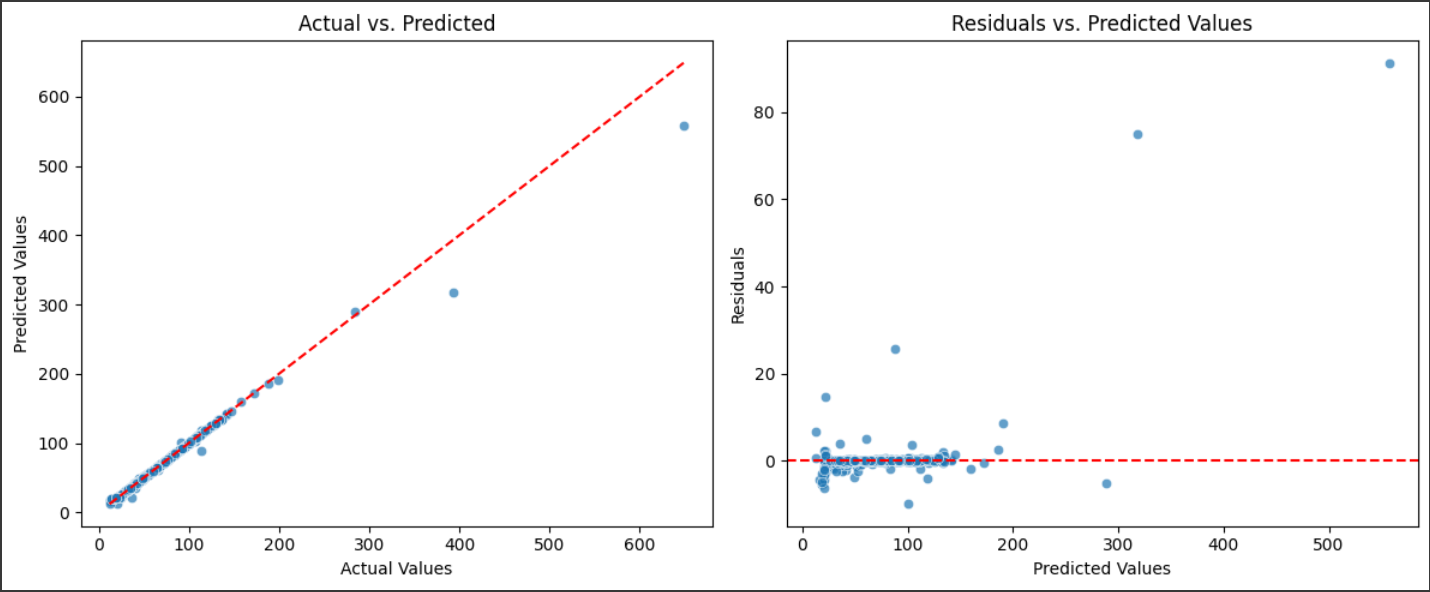 Actual vs. Predicted
600
500
400
300
200
100
0
Predicted Values
0 100 200 300 400 500 600
Actual Values
Residuals vs. Predicted Values
80
60
40
20
0
Residuals
0 100 200 300 400 500
Predicted Values